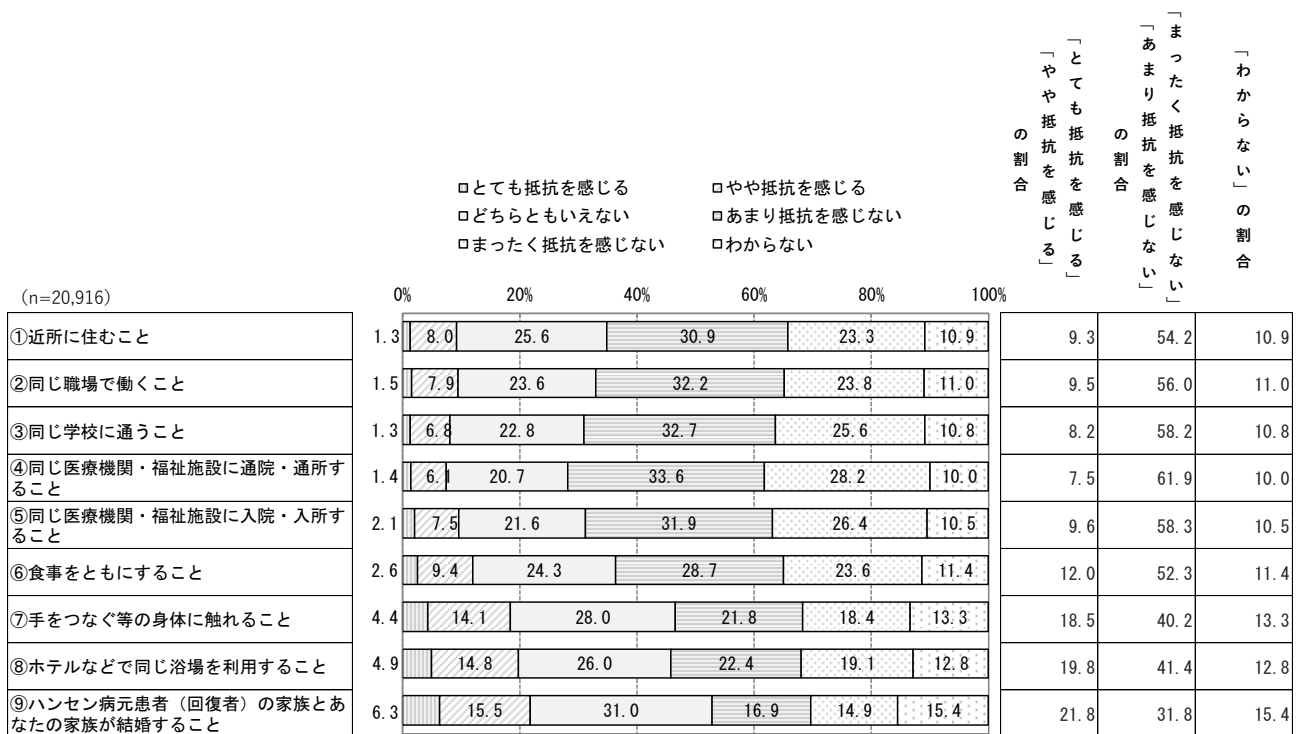 「とても抵抗を感じる」
「やや抵抗を感じる」
の割合
「まったく抵抗を感じない」
「あまり抵抗を感じない」
の割合
「わからない」の割合
とても抵抗を感じる やや抵抗を感じる
どちらともいえない あまり抵抗を感じない
まったく抵抗を感じない わからない
(n=20,916) 0% 20% 40% 60% 80% 100%
①近所に住むこと 1.3 8.0 25.6 30.9 23.3 10.9 9.3 54.2 10.9
②同じ職場で働くこと 1.5 7.9 23.6 32.2 23.8 11.0 9.5 56.0 11.0
③同じ学校に通うこと 1.3 6.8 22.8 32.7 25.6 10.8 8.2 58.2 10.8
④同じ医療機関・福祉施設に通院・通所す
ること 1.4 6.1 20.7 33.6 28.2 10.0 7.5 61.9 10.0
⑤同じ医療機関・福祉施設に入院・入所す
ること 2.1 7.5 21.6 31.9 26.4 10.5 9.6 58.3 10.5
⑥食事をともにすること 2.6 9.4 24.3 28.7 23.6 11.4 12.0 52.3 11.4
⑦手をつなぐ等の身体に触れること 4.4 14.1 28.0 21.8 18.4 13.3 18.5 40.2 13.3
⑧ホテルなどで同じ浴場を利用すること 4.9 14.8 26.0 22.4 19.1 12.8 19.8 41.4 12.8
⑨ハンセン病元患者（回復者）の家族とあ
なたの家族が結婚すること 6.3 15.5 31.0 16.9 14.9 15.4 21.8 31.8 15.4